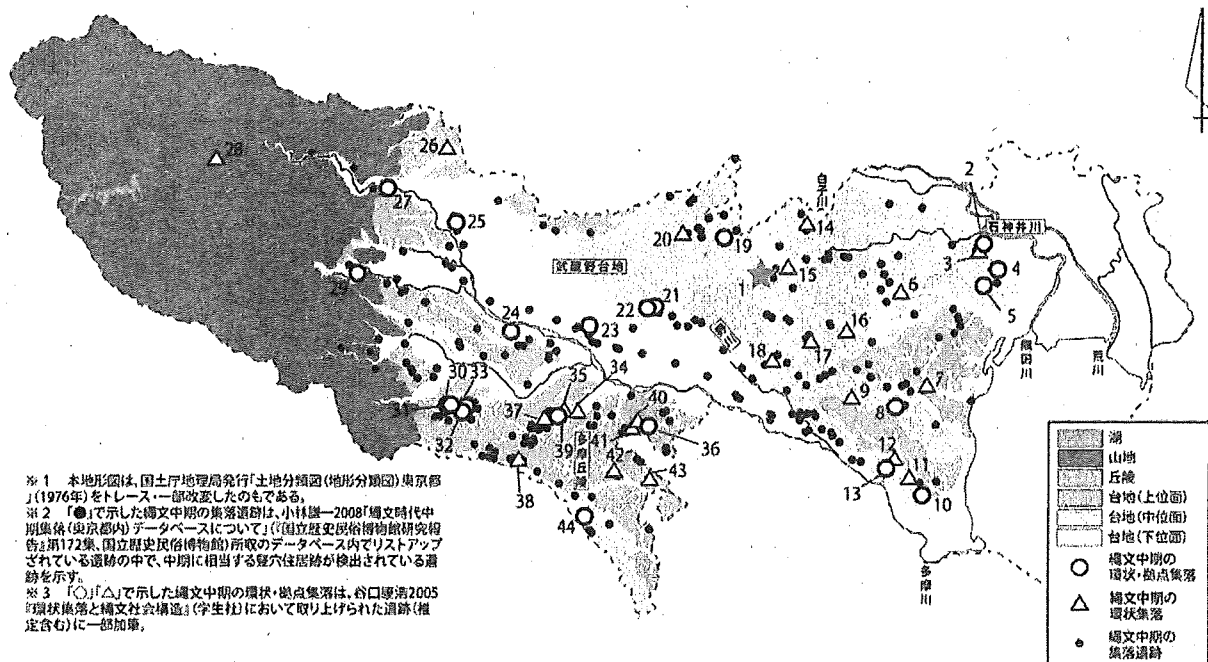 28
26
27
25
29
20
19
白子川
14
2
石神井川
3
4
5
武蔵野台地
1
15
6
22
21
24
23
16
17
18
隅田川
荒川
7
9
8
30
33
31
32
35
34
37
40
39
41
36
42
43
38
44
多摩丘陵
12
11
13
10
多摩川
※1 本地形図は、国土庁地理局発行「土地分類図(地形分類図)東京都
」(1976年)をトレース・一部改変したのもである。
※2 「●」で示した縄文中期の集落遺跡は、小林謙一2008「縄文時代中
期集落(東京都内)データベースについて」(『国立歴史民俗博物館研究報
告』第172集、国立歴史民俗博物館)所収のデータベース内でリストアップ
されている遺跡の中で、中期に相当する竪穴住居跡が検出されている遺
跡を示す。
※3 「○」「△」で示した縄文中期の環状・拠点集落は、谷口康浩2005
『環状集落と縄文社会構造』(学生社)において取り上げられた遺跡(推
定含む)に一部加筆。
湖
山地
丘陵
台地(上位面)
台地(中位面)
台地(下位面)
縄文中期の
環状・拠点集落
縄文中期の
環状集落
縄文中期の
集落遺跡